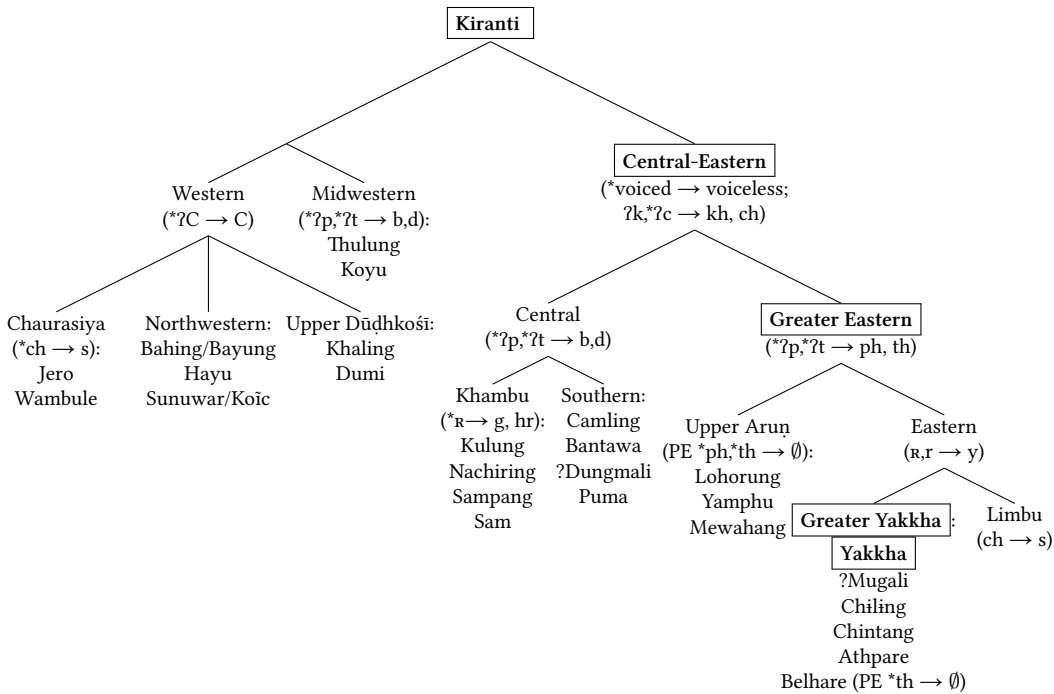 Kiranti
Central-Eastern
(*voiced → voiceless;
ʔk,*ʔc → kh, ch)
Western
(*ʔC → C)
Midwestern
(*ʔp,*ʔt → b,d):
Thulung
Koyu
Chaurasiya
(*ch → s):
Jero
Wambule
Northwestern:
Bahing/Bayung
Hayu
Sunuwar/Koĩc
Upper Dūḍhkośī:
Khaling
Dumi
Central
(*ʔp,*ʔt → b,d)
Greater Eastern
(*ʔp,*ʔt → ph, th)
Khambu
(*ʀ→ g, hr):
Kulung
Nachiring
Sampang
Sam
Southern:
Camling
Bantawa
?Dungmali
Puma
Upper Aruṇ
(PE *ph,*th → ∅):
Lohorung
Yamphu
Mewahang
Eastern
(ʀ,r → y)
Greater Yakkha :
Yakkha
?Mugali
Chɨlɨng
Chintang
Athpare
Belhare (PE *th → ∅)
Limbu
(ch → s)